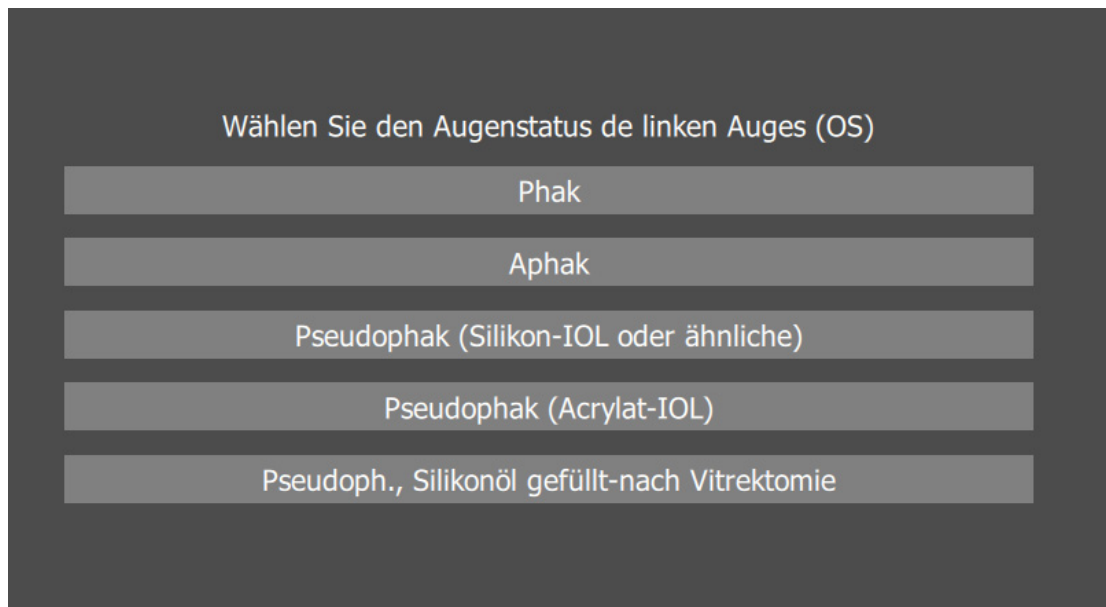 Wählen Sie den Augenstatus de linken Auges (OS)
Phak
Aphak
Pseudophak (Silikon-IOL oder ähnliche)
Pseudophak (Acrylat-IOL)
Pseudoph., Silikonöl gefüllt-nach Vitrektomie